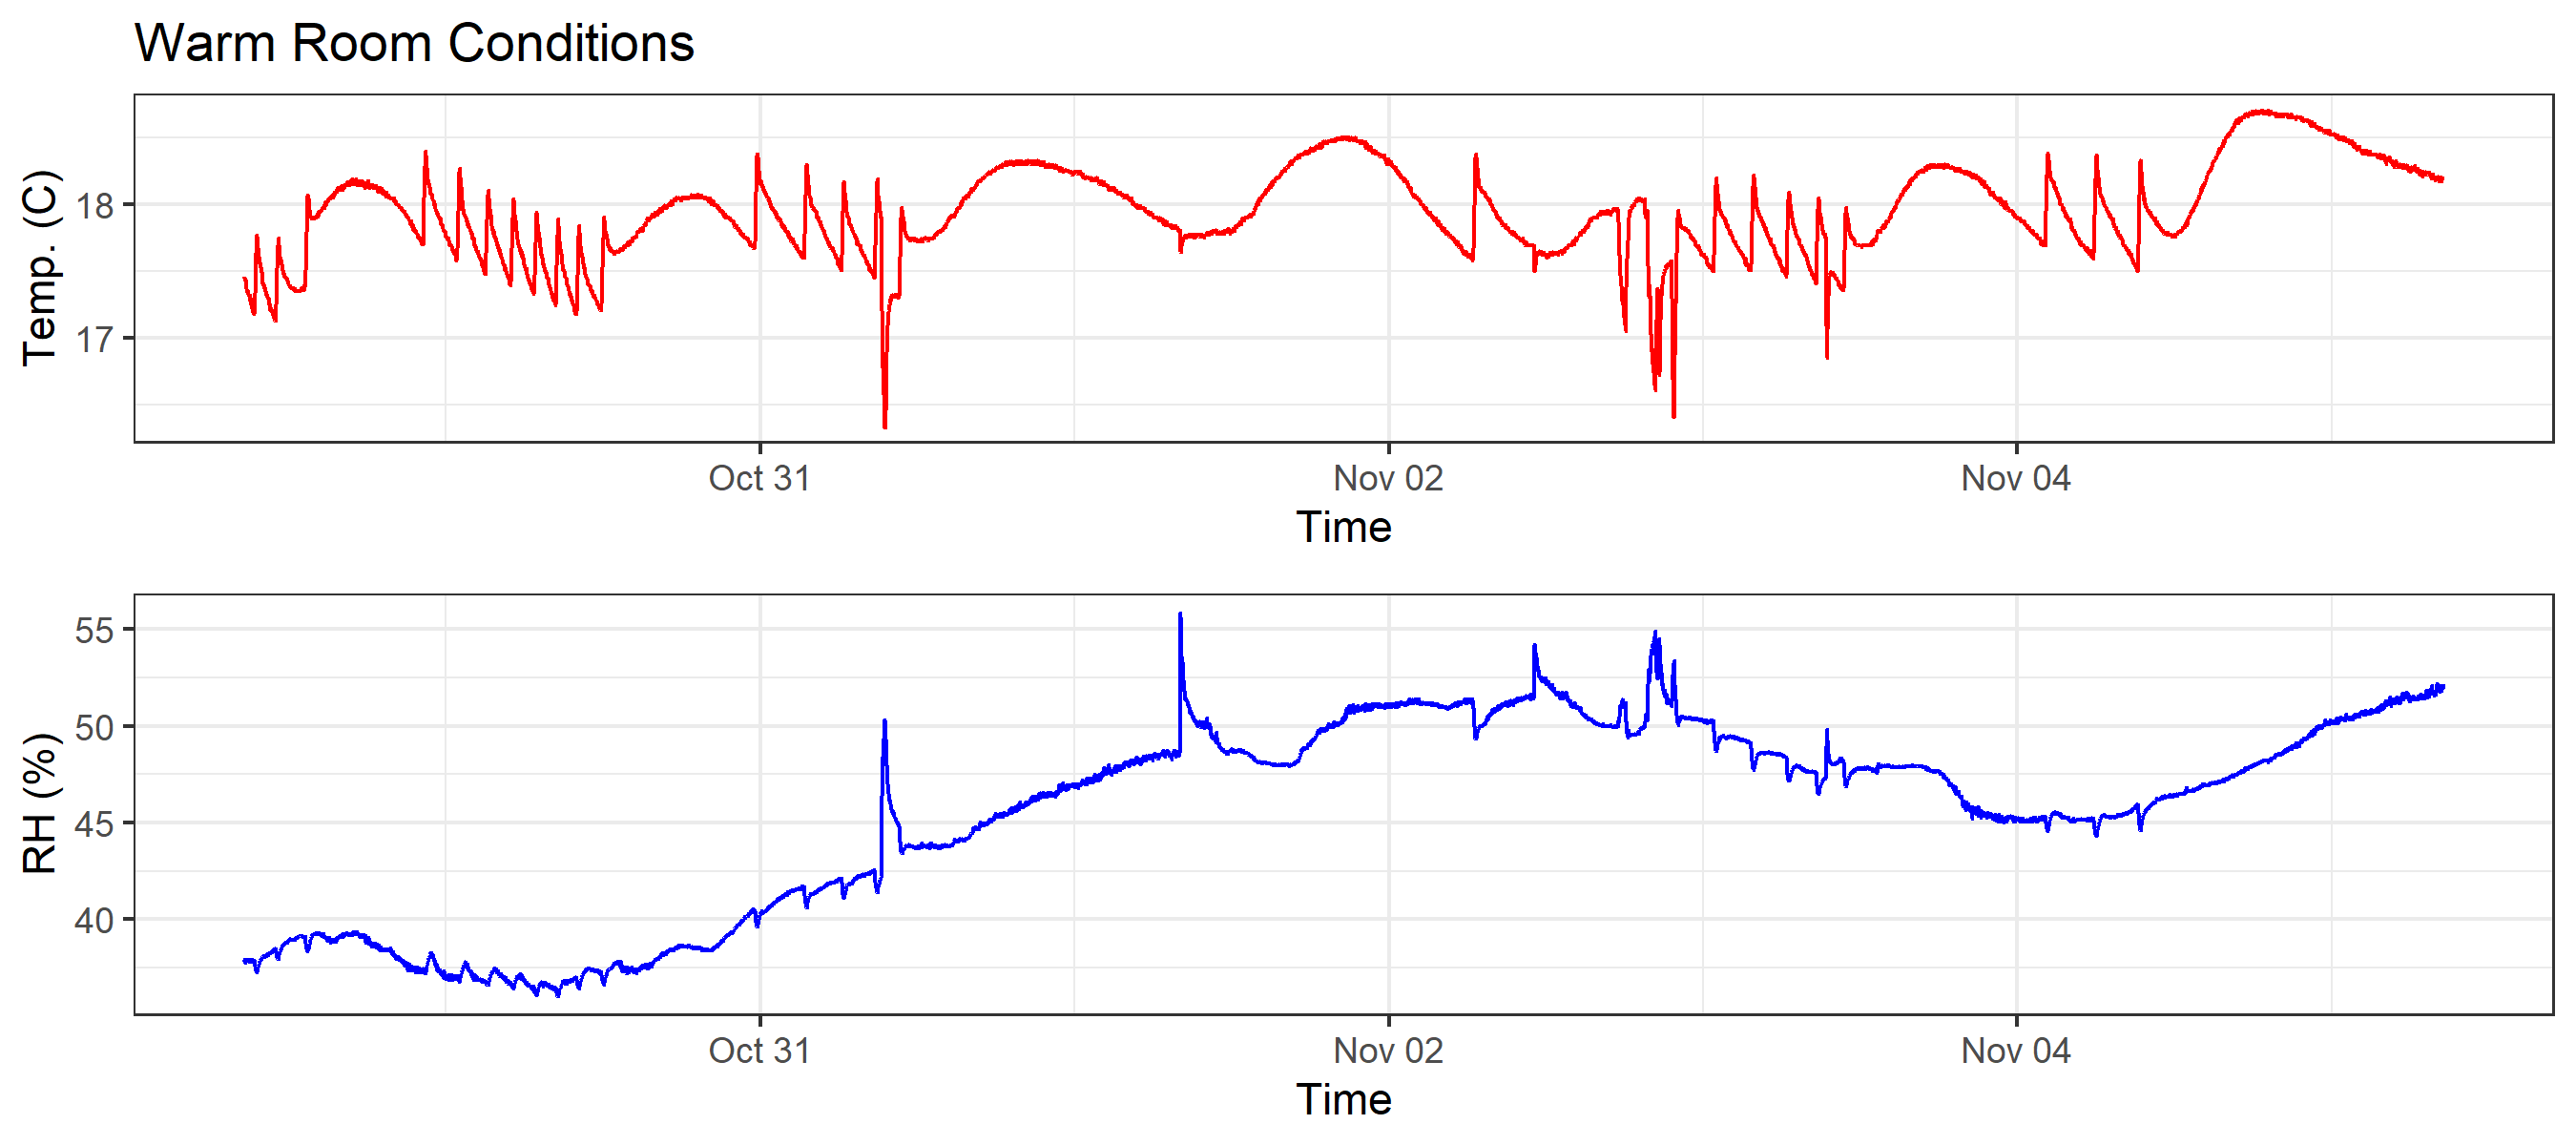 Warm Room Conditions
Temp. (C)
18
17
Oct 31 Nov 02 Nov 04
Time
RH (%)
55
50
45
40
Oct 31 Nov 02 Nov 04
Time